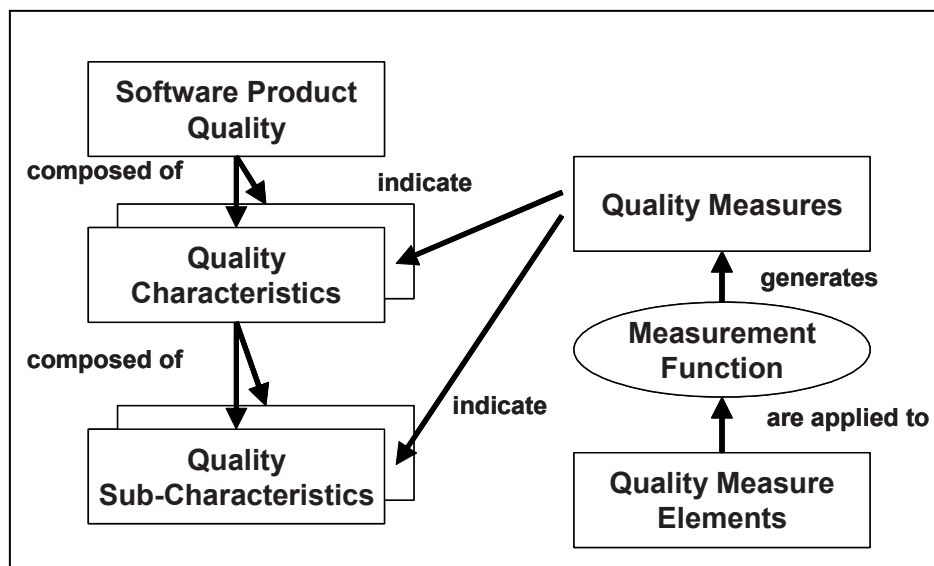 Software Product
Quality
composed of
indicate
Quality Measures
Quality
Characteristics
generates
Measurement
Function
composed of
indicate
are applied to
Quality
Sub-Characteristics
Quality Measure
Elements